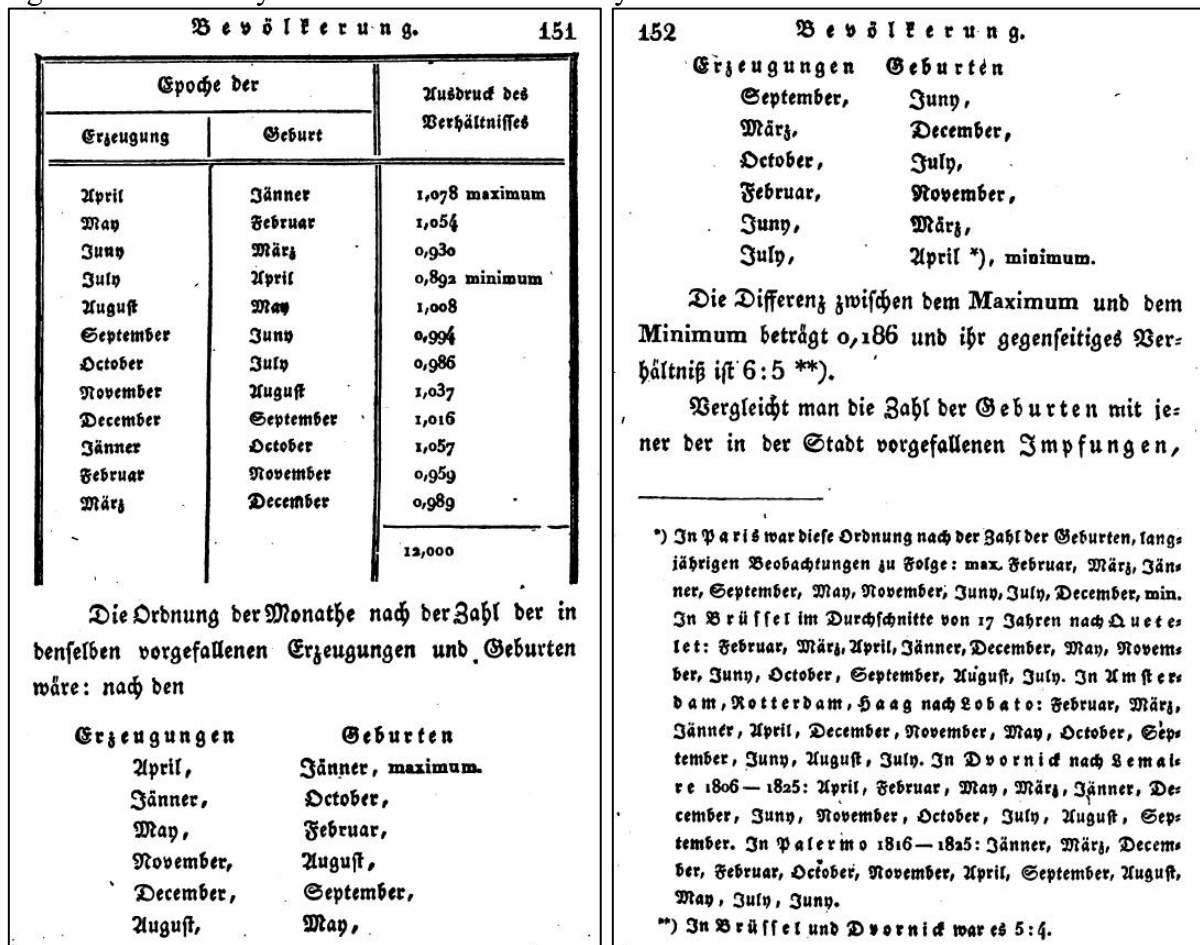 Bevölkerung. 151
Epoche der
Ausdruck des
Verhältnisses
Erzeugung Geburt
April Jänner 1,078 maximum
May Februar 1,054
Juny März 0,930
July April 0,892 minimum
August May 1,008
September Juny 0,994
October July 0,986
November August 1,037
December September 1,016
Jänner October 1,057
Februar November 0,959
März December 0,989
12,000
Die Ordnung der Monathe nach der Zahl der in
denselben vorgefallenen Erzeugungen und Geburten
wäre: nach den
Erzeugungen Geburten
April, Jänner, maximum.
Jänner, October,
May, Februar,
November, August,
December, September,
August, May,
152 Bevölkerung.
Erzeugungen Geburten
September, Juny,
März, December,
October, July,
Februar, November,
Juny, März,
July, April *), minimum.
Die Differenz zwischen dem Maximum und dem
Minimum beträgt 0,186 und ihr gegenseitiges Ver=
hältniß ist 6:5 **).
Vergleicht man die Zahl der Geburten mit je=
ner der in der Stadt vorgefallenen Impfungen,
*) In Paris war diese Ordnung nach der Zahl der Geburten, lang=
jährigen Beobachtungen zu Folge: max. Februar, März, Jän=
ner, September, May, November, Juny, July, December, min.
In Brüssel im Durchschnitte von 17 Jahren nach Quete=
let: Februar, März, April, Jänner, December, May, Novem=
ber, Juny, October, September, August, July. In Amster=
dam, Rotterdam, Haag nach Lobato: Februar, März,
Jänner, April, December, November, May, October, Sep=
tember, Juny, August, July. In Dvornick nach Lemai=
re 1806—1825: April, Februar, May, März, Jänner, De=
cember, Juny, November, October, July, August, Sep=
tember. In Palermo 1816—1825: Jänner, März, Decem=
ber, Februar, October, November, April, September, August,
May, July, Juny.
**) In Brüssel und Dvornick war es 5:4.